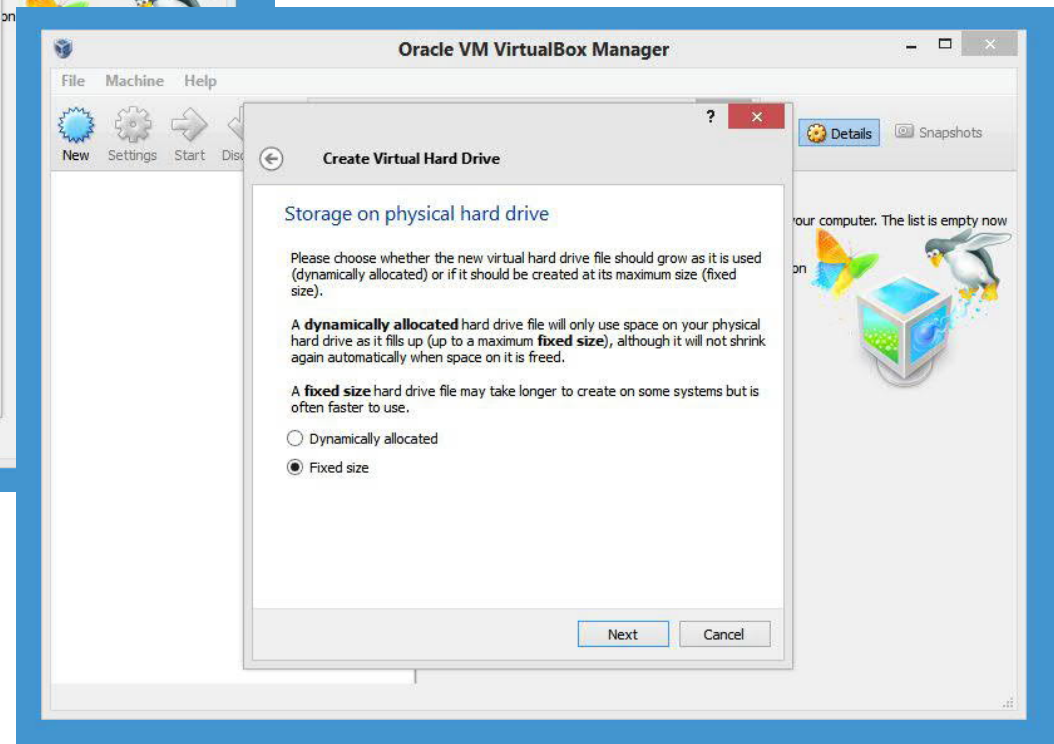 on
Oracle VM VirtualBox Manager
File Machine Help
New Settings Start
Details Snapshots
? ×
Create Virtual Hard Drive
Storage on physical hard drive
your computer. The list is empty now
on
Please choose whether the new virtual hard drive file should grow as it is used
(dynamically allocated) or if it should be created at its maximum size (fixed
size).
A dynamically allocated hard drive file will only use space on your physical
hard drive as it fills up (up to a maximum fixed size), although it will not shrink
again automatically when space on it is freed.
A fixed size hard drive file may take longer to create on some systems but is
often faster to use.
Dynamically allocated
Fixed size
Next Cancel